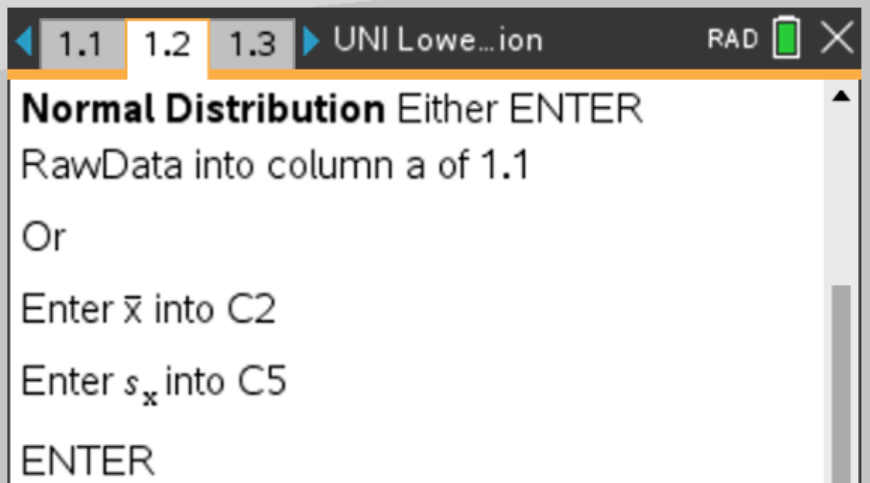 1.1 1.2 1.3 UNI Lowe...ion RAD
Normal Distribution Either ENTER
RawData into column a of 1.1
Or
Enter x̄ into C2
Enter sₓ into C5
ENTER